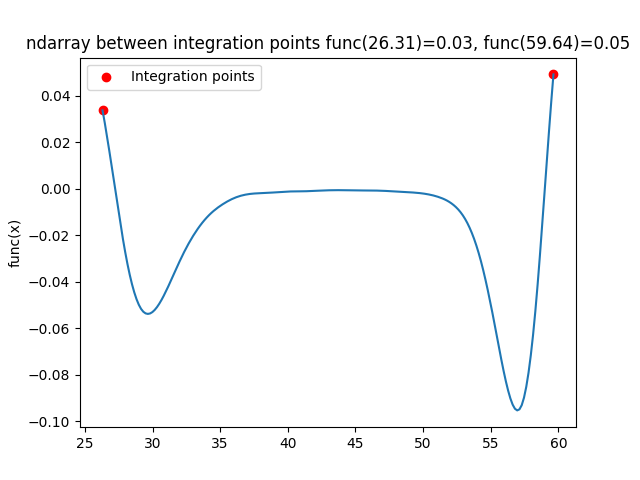 ndarray between integration points func(26.31)=0.03, func(59.64)=0.05
Integration points
func(x)
0.04
0.02
0.00
−0.02
−0.04
−0.06
−0.08
−0.10
25 30 35 40 45 50 55 60